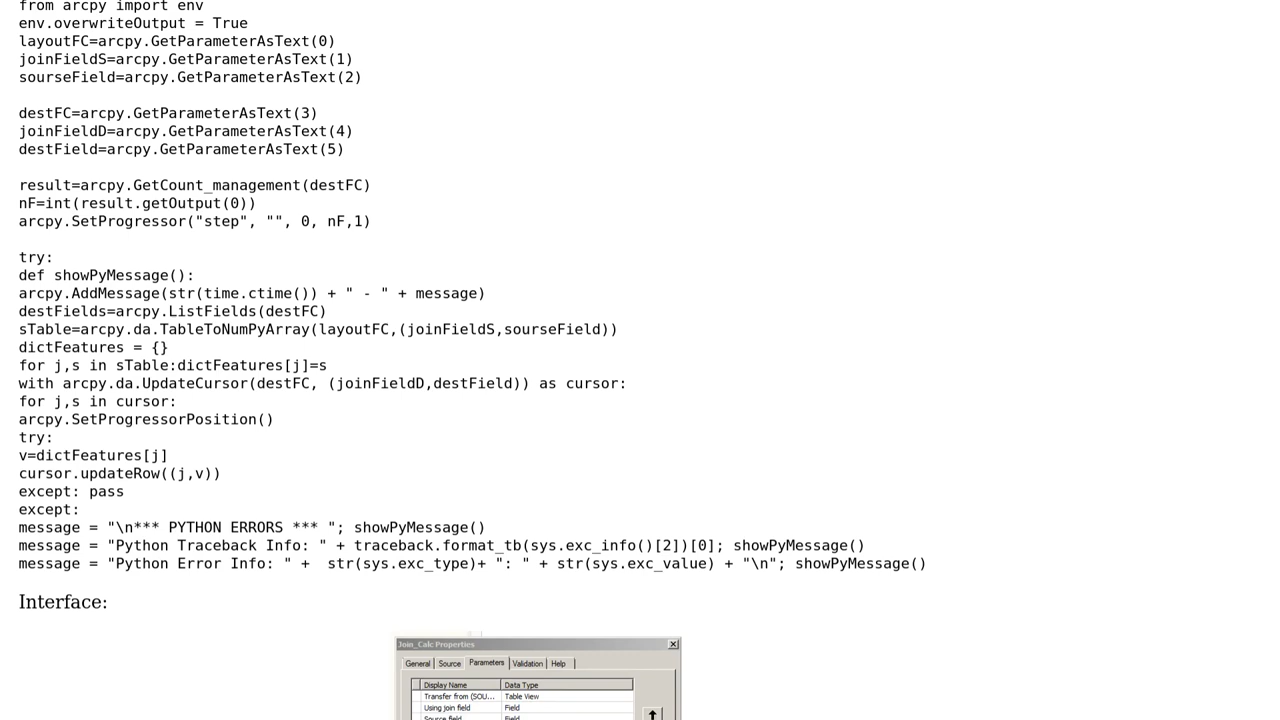 from arcpy import env
env.overwriteOutput = True
layoutFC=arcpy.GetParameterAsText(0)
joinFieldS=arcpy.GetParameterAsText(1)
sourseField=arcpy.GetParameterAsText(2)
destFC=arcpy.GetParameterAsText(3)
joinFieldD=arcpy.GetParameterAsText(4)
destField=arcpy.GetParameterAsText(5)
result=arcpy.GetCount_management(destFC)
nF=int(result.getOutput(0))
arcpy.SetProgressor("step", "", 0, nF,1)
try:
def showPyMessage():
arcpy.AddMessage(str(time.ctime()) + " - " + message)
destFields=arcpy.ListFields(destFC)
sTable=arcpy.da.TableToNumPyArray(layoutFC,(joinFieldS,sourseField))
dictFeatures = {}
for j,s in sTable:dictFeatures[j]=s
with arcpy.da.UpdateCursor(destFC, (joinFieldD,destField)) as cursor:
for j,s in cursor:
arcpy.SetProgressorPosition()
try:
v=dictFeatures[j]
cursor.updateRow((j,v))
except: pass
except:
message = "\n*** PYTHON ERRORS *** "; showPyMessage()
message = "Python Traceback Info: " + traceback.format_tb(sys.exc_info()[2])[0]; showPyMessage()
message = "Python Error Info: " +  str(sys.exc_type)+ ": " + str(sys.exc_value) + "\n"; showPyMessage()
Interface:
Join_Calc Properties
General Source Parameters Validation Help
Display Name Data Type
Transfer from (SOU... Table View
Using join field Field
Source field Field